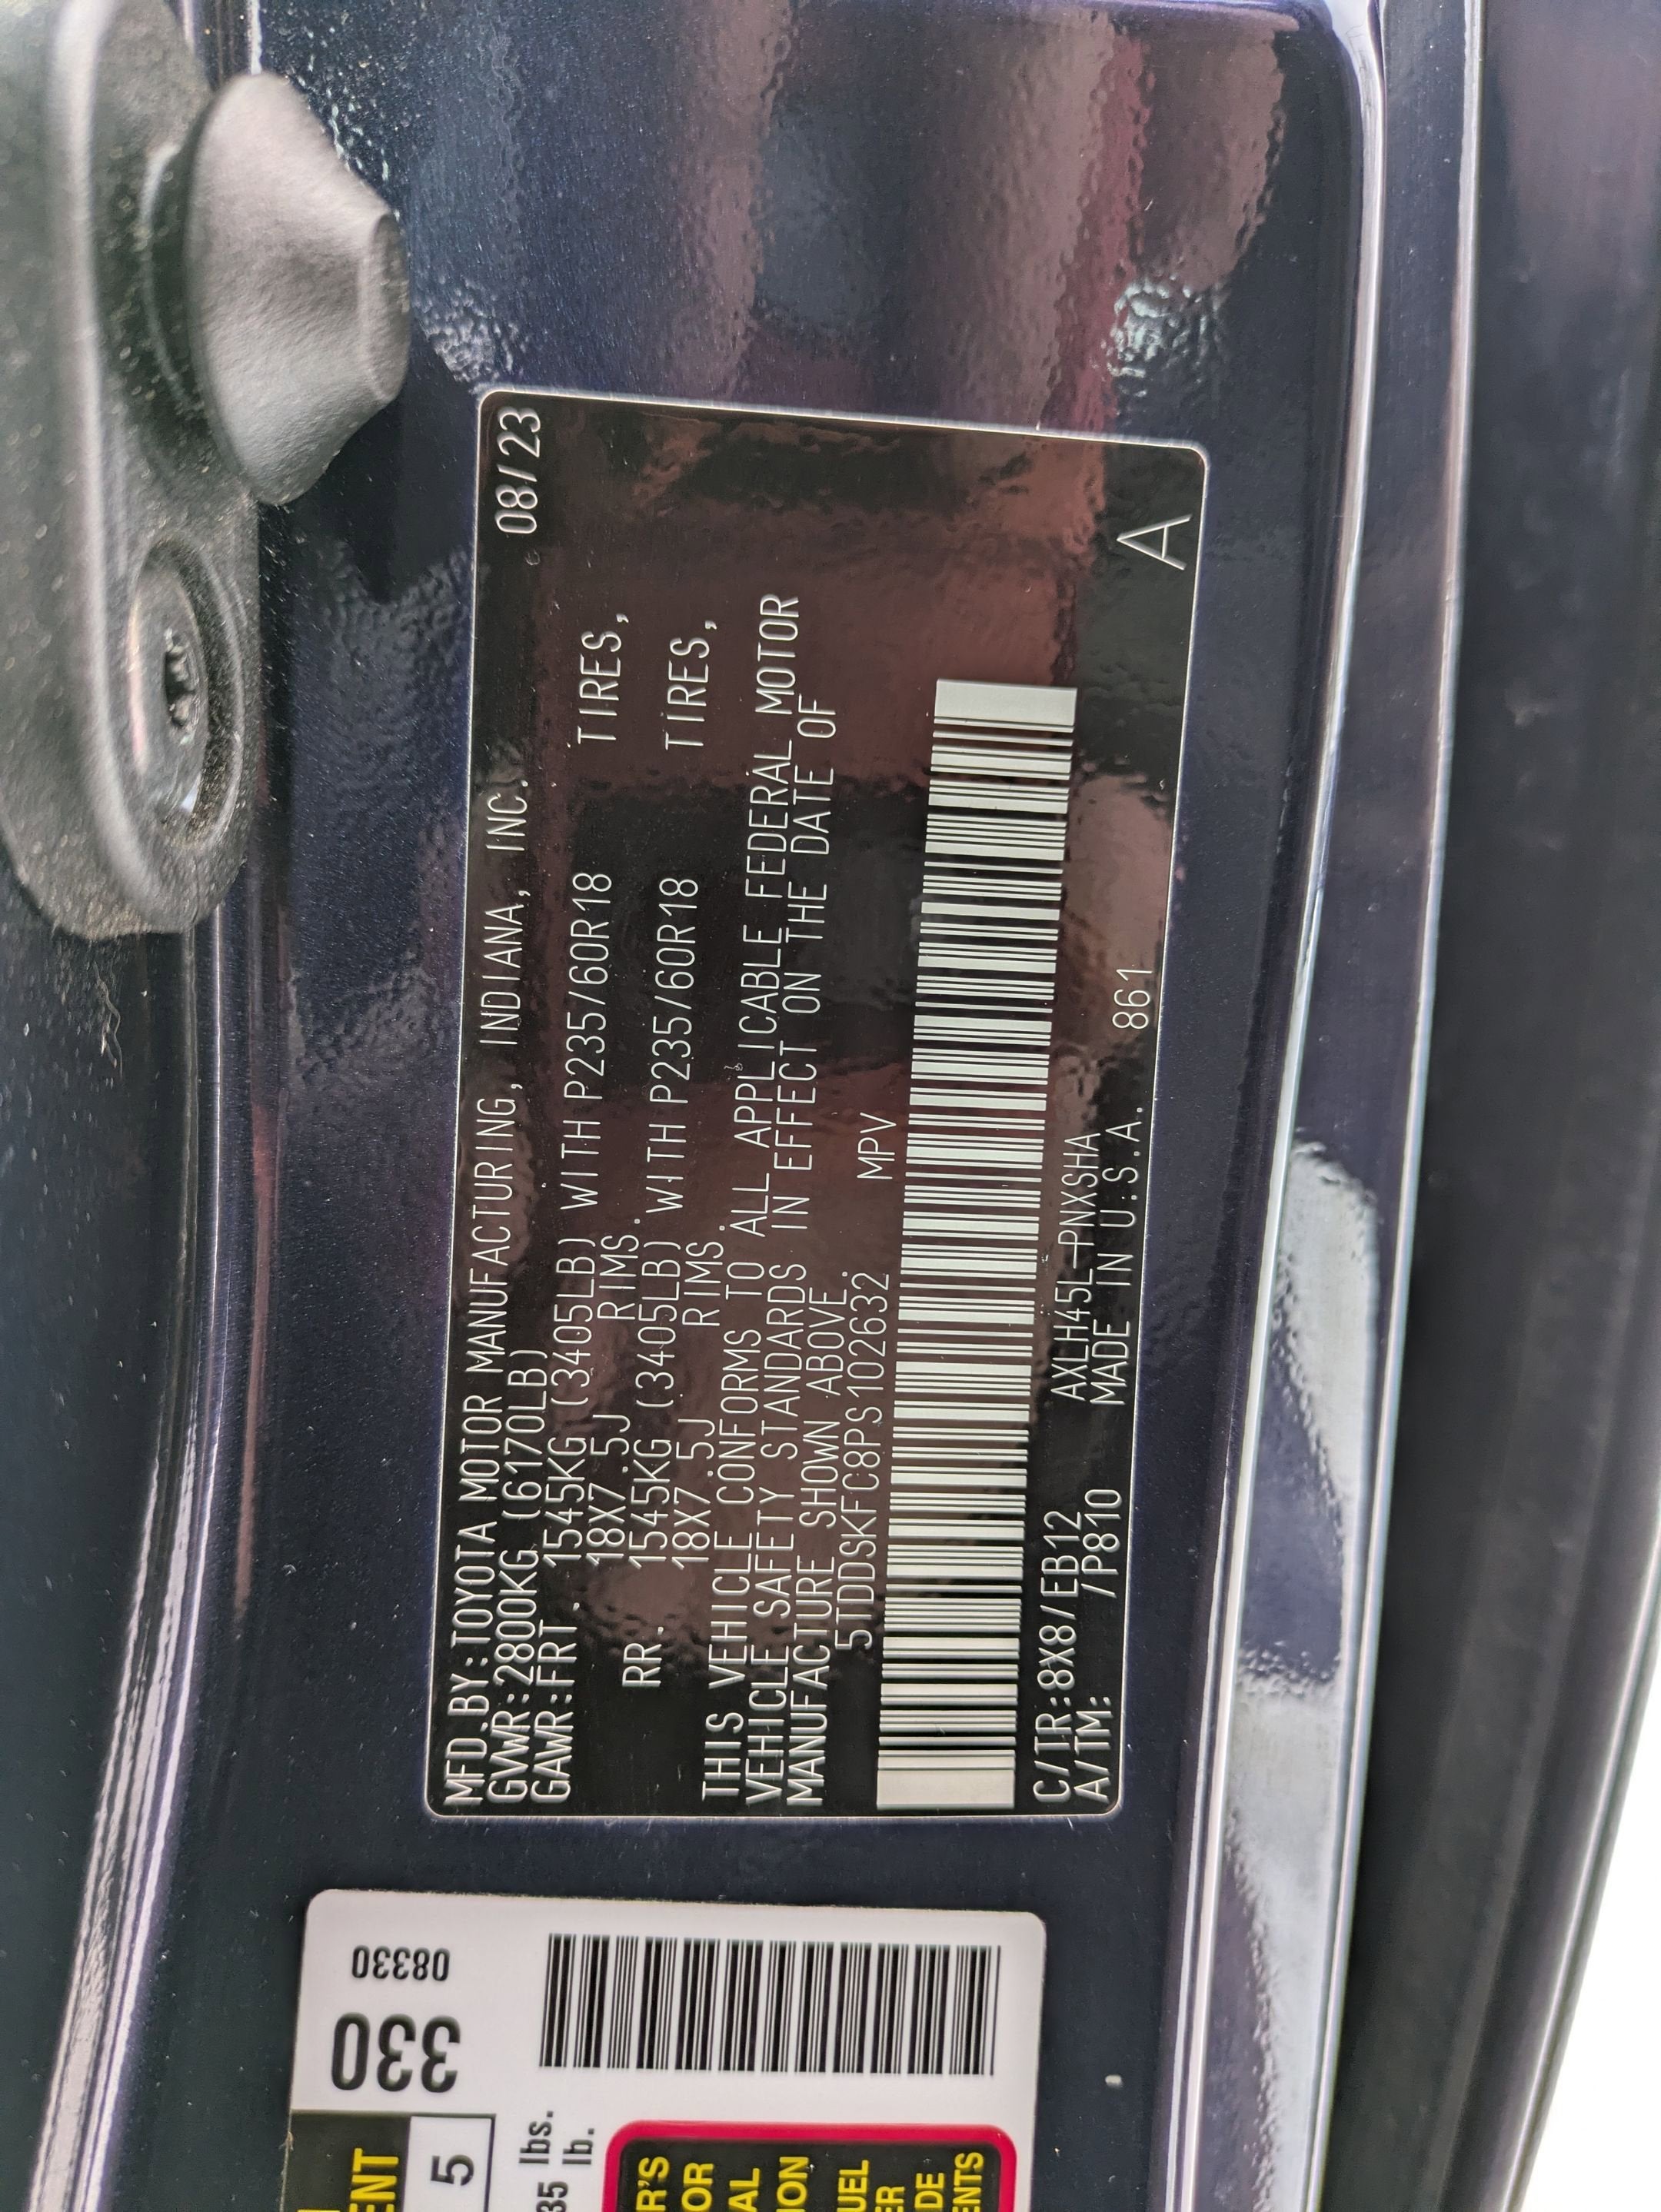 MFD.BY:TOYOTA MOTOR MANUFACTURING, INDIANA, INC. 08/23
GVWR:2800KG (6170LB)
GAWR:FRT. 1545KG (3405LB) WITH P235/60R18 TIRES,
18X7.5J RIMS.
RR. 1545KG (3405LB) WITH P235/60R18 TIRES,
18X7.5J RIMS.
THIS VEHICLE CONFORMS TO ALL APPLICABLE FEDERAL MOTOR
VEHICLE SAFETY STANDARDS IN EFFECT ON THE DATE OF
MANUFACTURE SHOWN ABOVE.
5TDDSKFC8PS102632 MPV
C/TR:8X8/EB12 AXLH45L-PNXSHA
A/TM: /P810 MADE IN U.S.A. 861
A
08330
330
5
lbs.
lb.